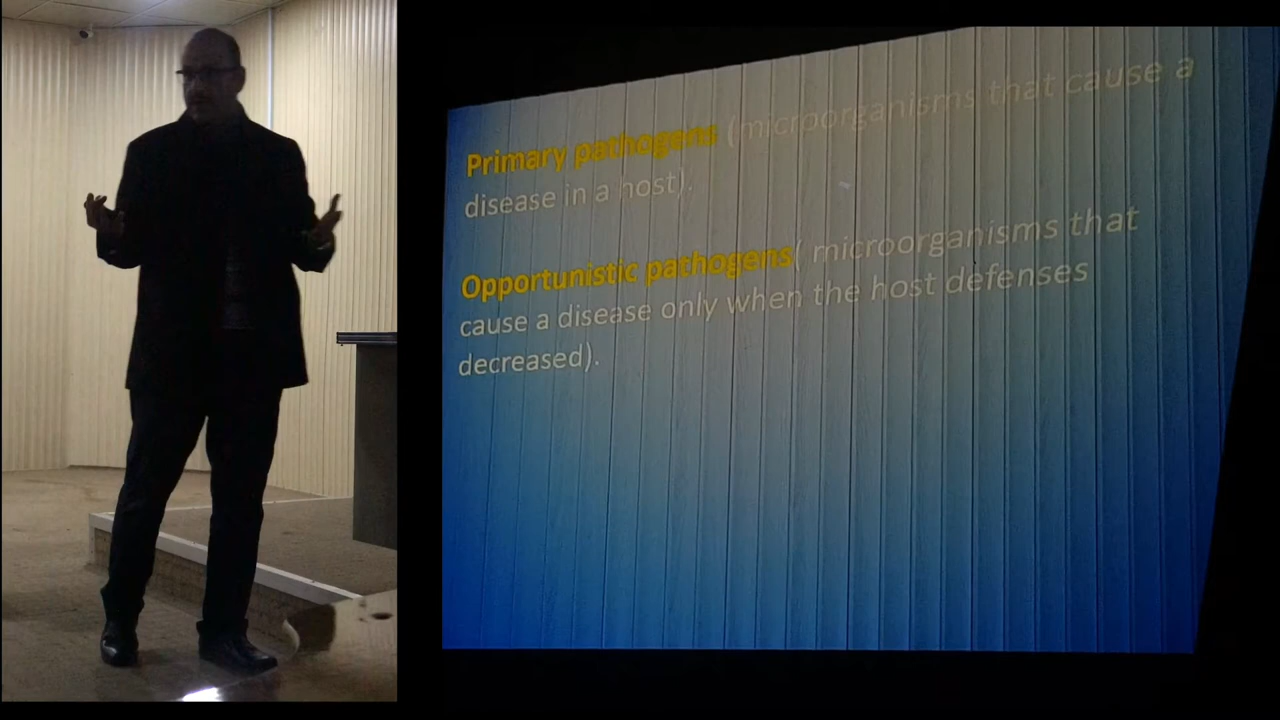 Primary pathogens (microorganisms that cause a
disease in a host).
Opportunistic pathogens( microorganisms that
cause a disease only when the host defenses
decreased).